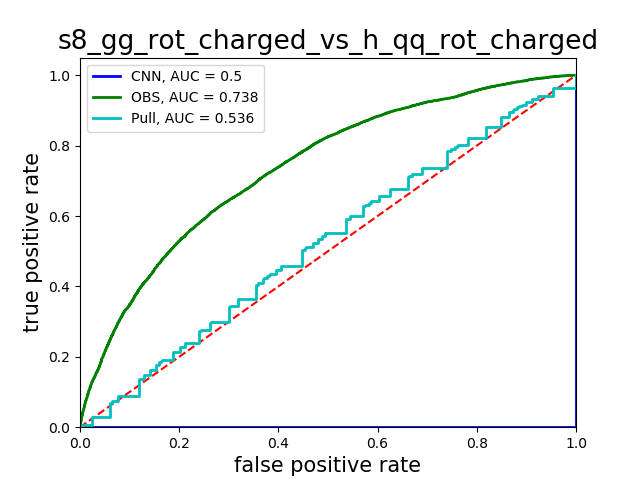 s8_gg_rot_charged_vs_h_qq_rot_charged
1.0
0.8
0.6
0.4
0.2
0.0
true positive rate
CNN, AUC = 0.5
OBS, AUC = 0.738
Pull, AUC = 0.536
0.0 0.2 0.4 0.6 0.8 1.0
false positive rate